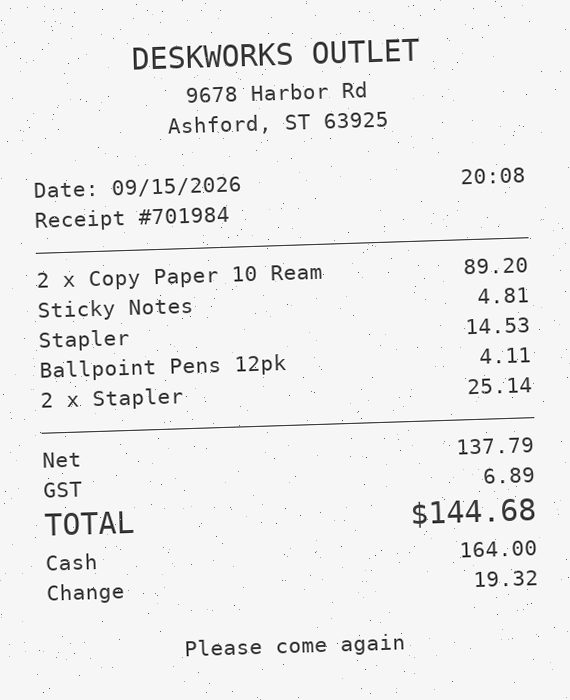 DESKWORKS OUTLET
9678 Harbor Rd
Ashford, ST 63925
Date: 09/15/2026 20:08
Receipt #701984
2 x Copy Paper 10 Ream 89.20
Sticky Notes 4.81
Stapler 14.53
Ballpoint Pens 12pk 4.11
2 x Stapler 25.14
Net 137.79
GST 6.89
TOTAL $144.68
Cash 164.00
Change 19.32
Please come again